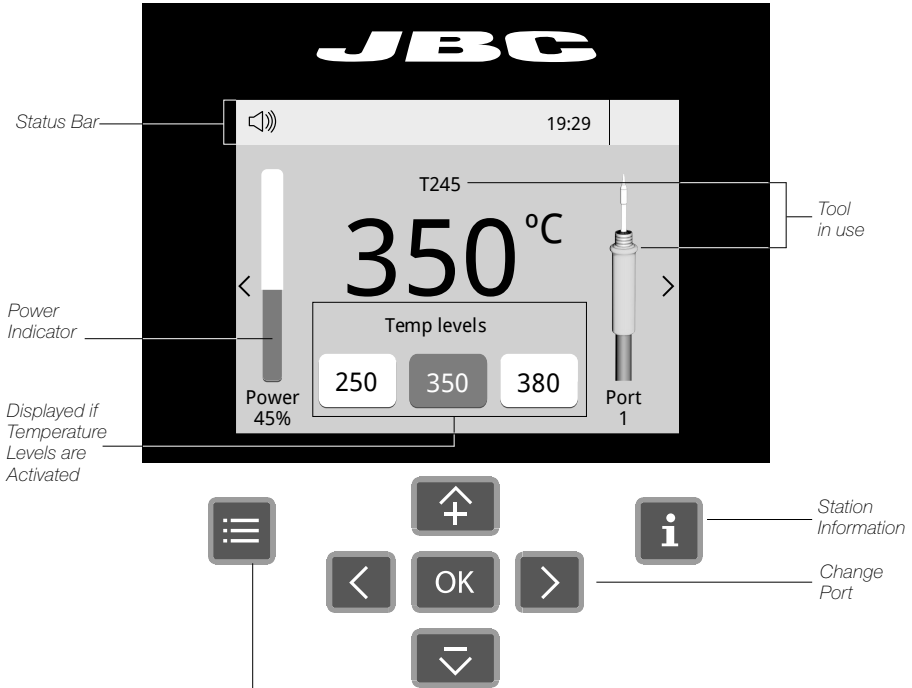 JBC
Status Bar
19:29
T245
Tool
in use
350 ºC
Power
Indicator
Temp levels
250 350 380
Power
45%
Port
1
Displayed if
Temperature
Levels are
Activated
i
Station
Information
OK
Change
Port